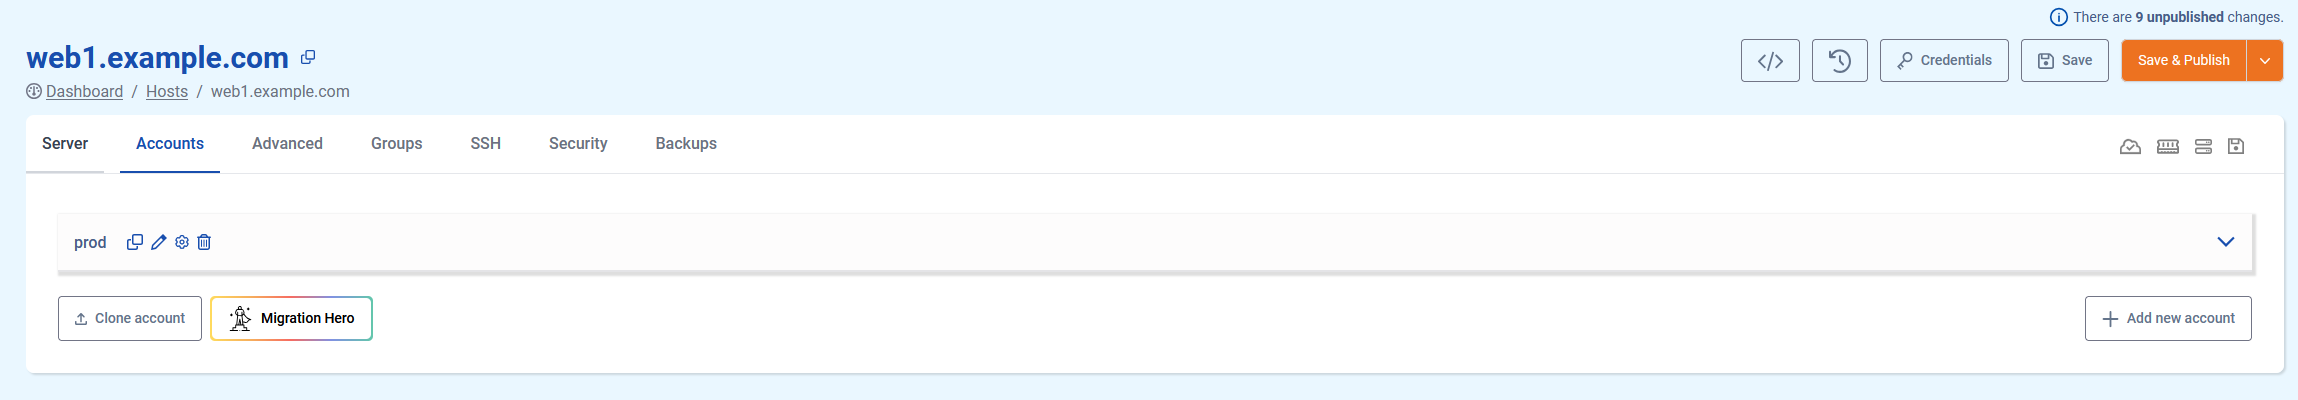 There are 9 unpublished changes.
web1.example.com
Dashboard / Hosts / web1.example.com
</> Credentials Save Save & Publish
Server Accounts Advanced Groups SSH Security Backups
prod
Clone account Migration Hero Add new account